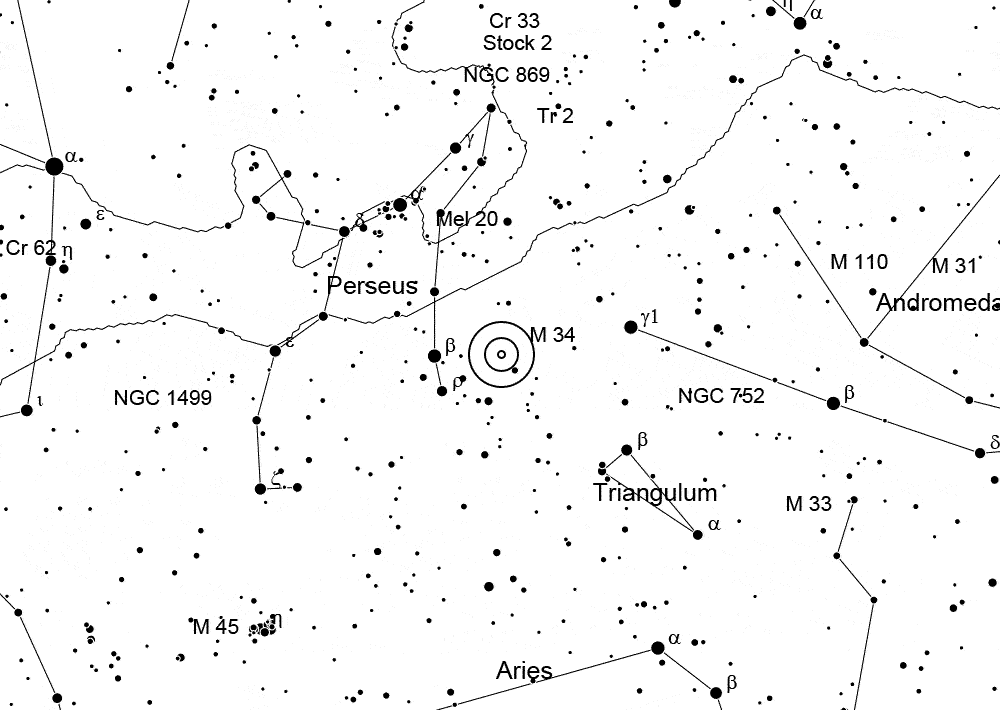 η
α
Cr 33
Stock 2
NGC 869
Tr 2
γ
α
ε
α
δ
Mel 20
Cr 62 η
M 110
M 31
Perseus
Andromeda
γ1
M 34
β
ε
ρ
NGC 1499
ι
NGC 752
β
δ
β
ζ
Triangulum
M 33
α
M 45
η
α
Aries
β